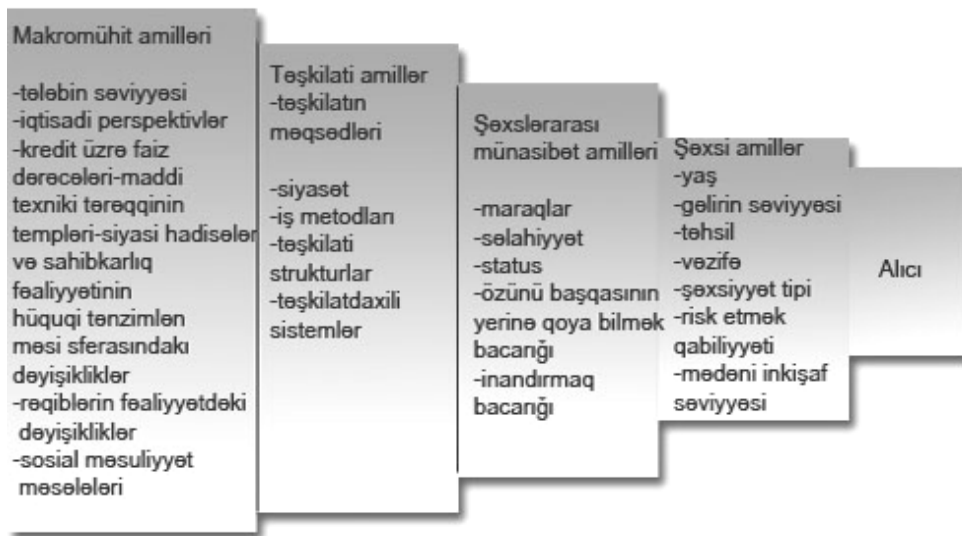 Makromühit amilləri
-tələbin səviyyəsi
-iqtisadi perspektivlər
-kredit üzrə faiz
dərəcələri-maddi
texniki tərəqqinin
templəri-siyasi hadisələr
və sahibkarlıq
fəaliyyətinin
hüquqi tənzimlən
məsi sferasındakı
dəyişikliklər
-rəqiblərin fəaliyyətdəki
dəyişikliklər
-sosial məsuliyyət
məsələləri
Təşkilati amillər
-təşkilatın
məqsədləri
-siyasət
-iş metodları
-təşkilati
strukturlar
-təşkilatdaxili
sistemlər
Şəxslərarası
münasibət amilləri
-maraqlar
-səlahiyyət
-status
-özünü başqasının
yerinə qoya bilmək
bacarığı
-inandırmaq
bacarığı
Şəxsi amillər
-yaş
-gəlirin səviyyəsi
-təhsil
-vəzifə
-şəxsiyyət tipi
-risk etmək
qabiliyyəti
-mədəni inkişaf
səviyyəsi
Alıcı